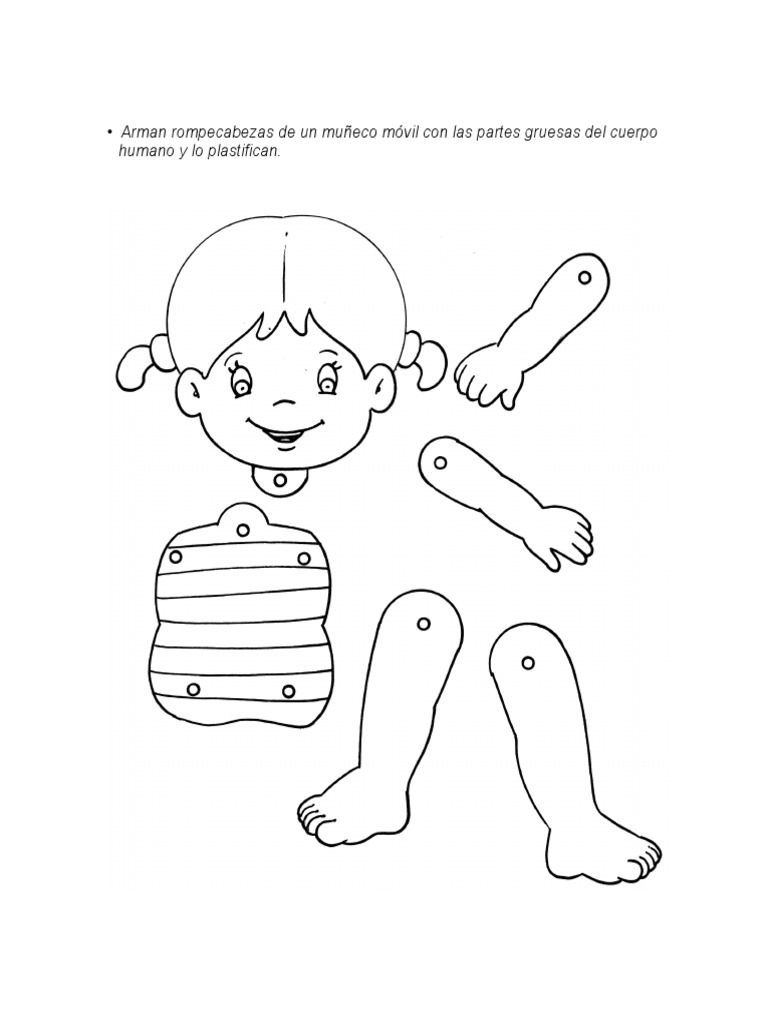 • Arman rompecabezas de un muñeco móvil con las partes gruesas del cuerpo
humano y lo plastifican.